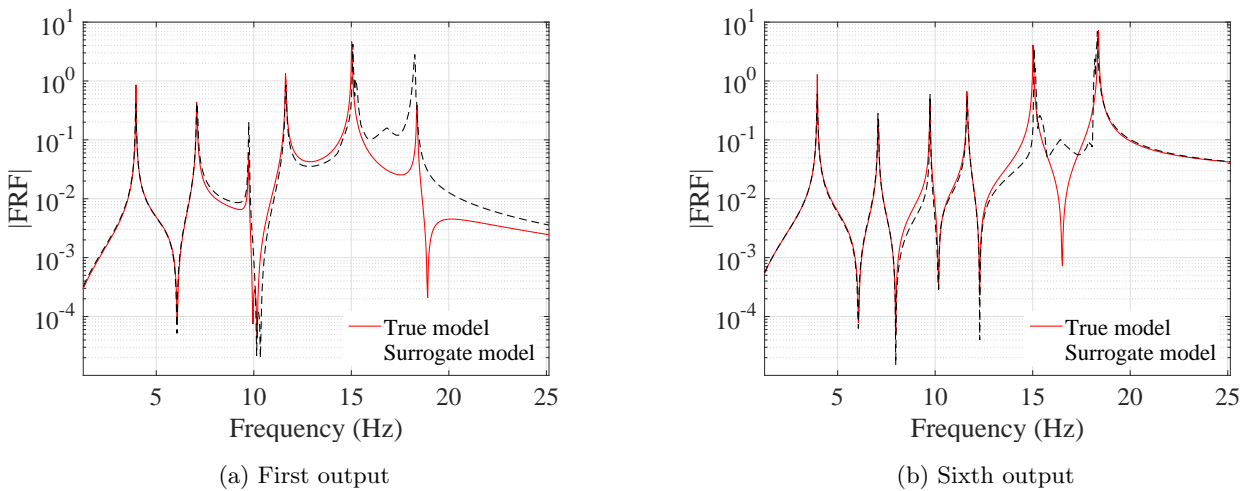 10^1
10^0
10^-1
10^-2
10^-3
10^-4
|FRF|
True model
Surrogate model
5
10
15
20
25
Frequency (Hz)
(a) First output
10^1
10^0
10^-1
10^-2
10^-3
10^-4
|FRF|
True model
Surrogate model
5
10
15
20
25
Frequency (Hz)
(b) Sixth output